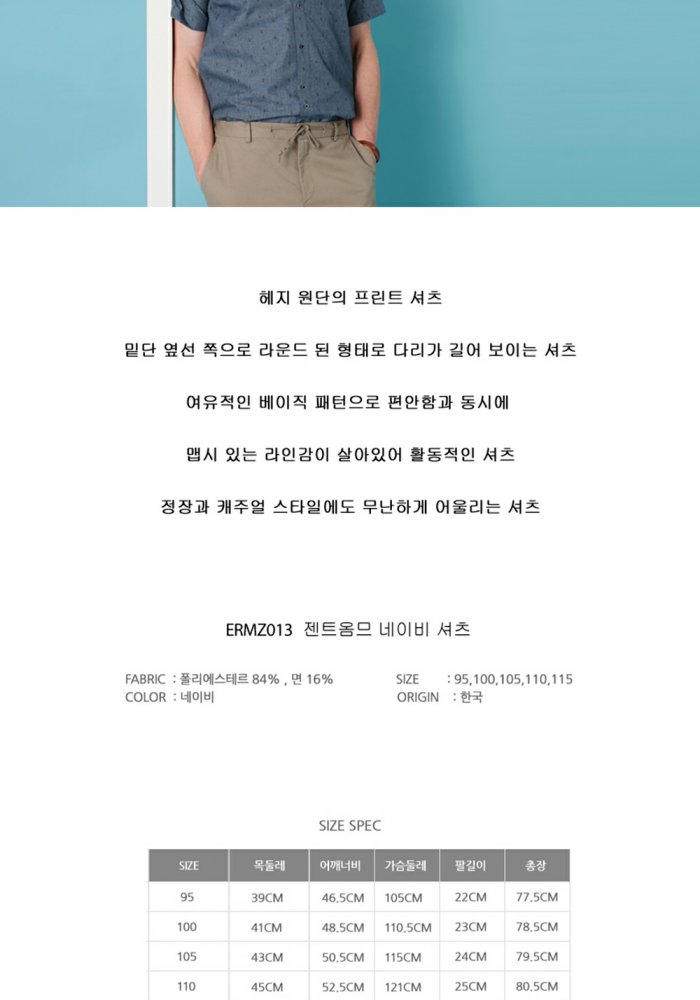 헤지 원단의 프린트 셔츠
밑단 옆선 쪽으로 라운드 된 형태로 다리가 길어 보이는 셔츠
여유적인 베이직 패턴으로 편안함과 동시에
맵시 있는 라인감이 살아있어 활동적인 셔츠
정장과 캐주얼 스타일에도 무난하게 어울리는 셔츠
ERMZ013 젠트옴므 네이비 셔츠
FABRIC : 폴리에스테르 84% , 면 16% SIZE : 95,100,105,110,115
COLOR : 네이비 ORIGIN : 한국
SIZE SPEC
SIZE 목둘레 어깨너비 가슴둘레 팔길이 총장
95 39CM 46.5CM 105CM 22CM 77.5CM
100 41CM 48.5CM 110.5CM 23CM 78.5CM
105 43CM 50.5CM 115CM 24CM 79.5CM
110 45CM 52.5CM 121CM 25CM 80.5CM